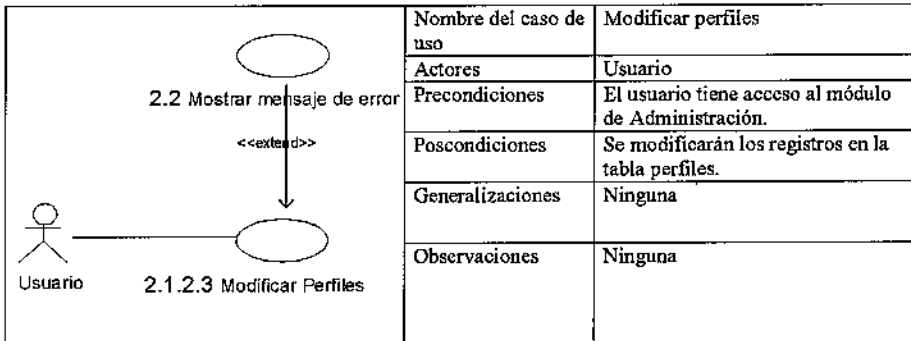 2.2 Mostrar mensaje de error
<<extend>>
Usuario
2.1.2.3 Modificar Perfiles
Nombre del caso de uso
Modificar perfiles
Actores
Usuario
Precondiciones
El usuario tiene acceso al módulo
de Administración.
Poscondiciones
Se modificarán los registros en la
tabla perfiles.
Generalizaciones
Ninguna
Observaciones
Ninguna